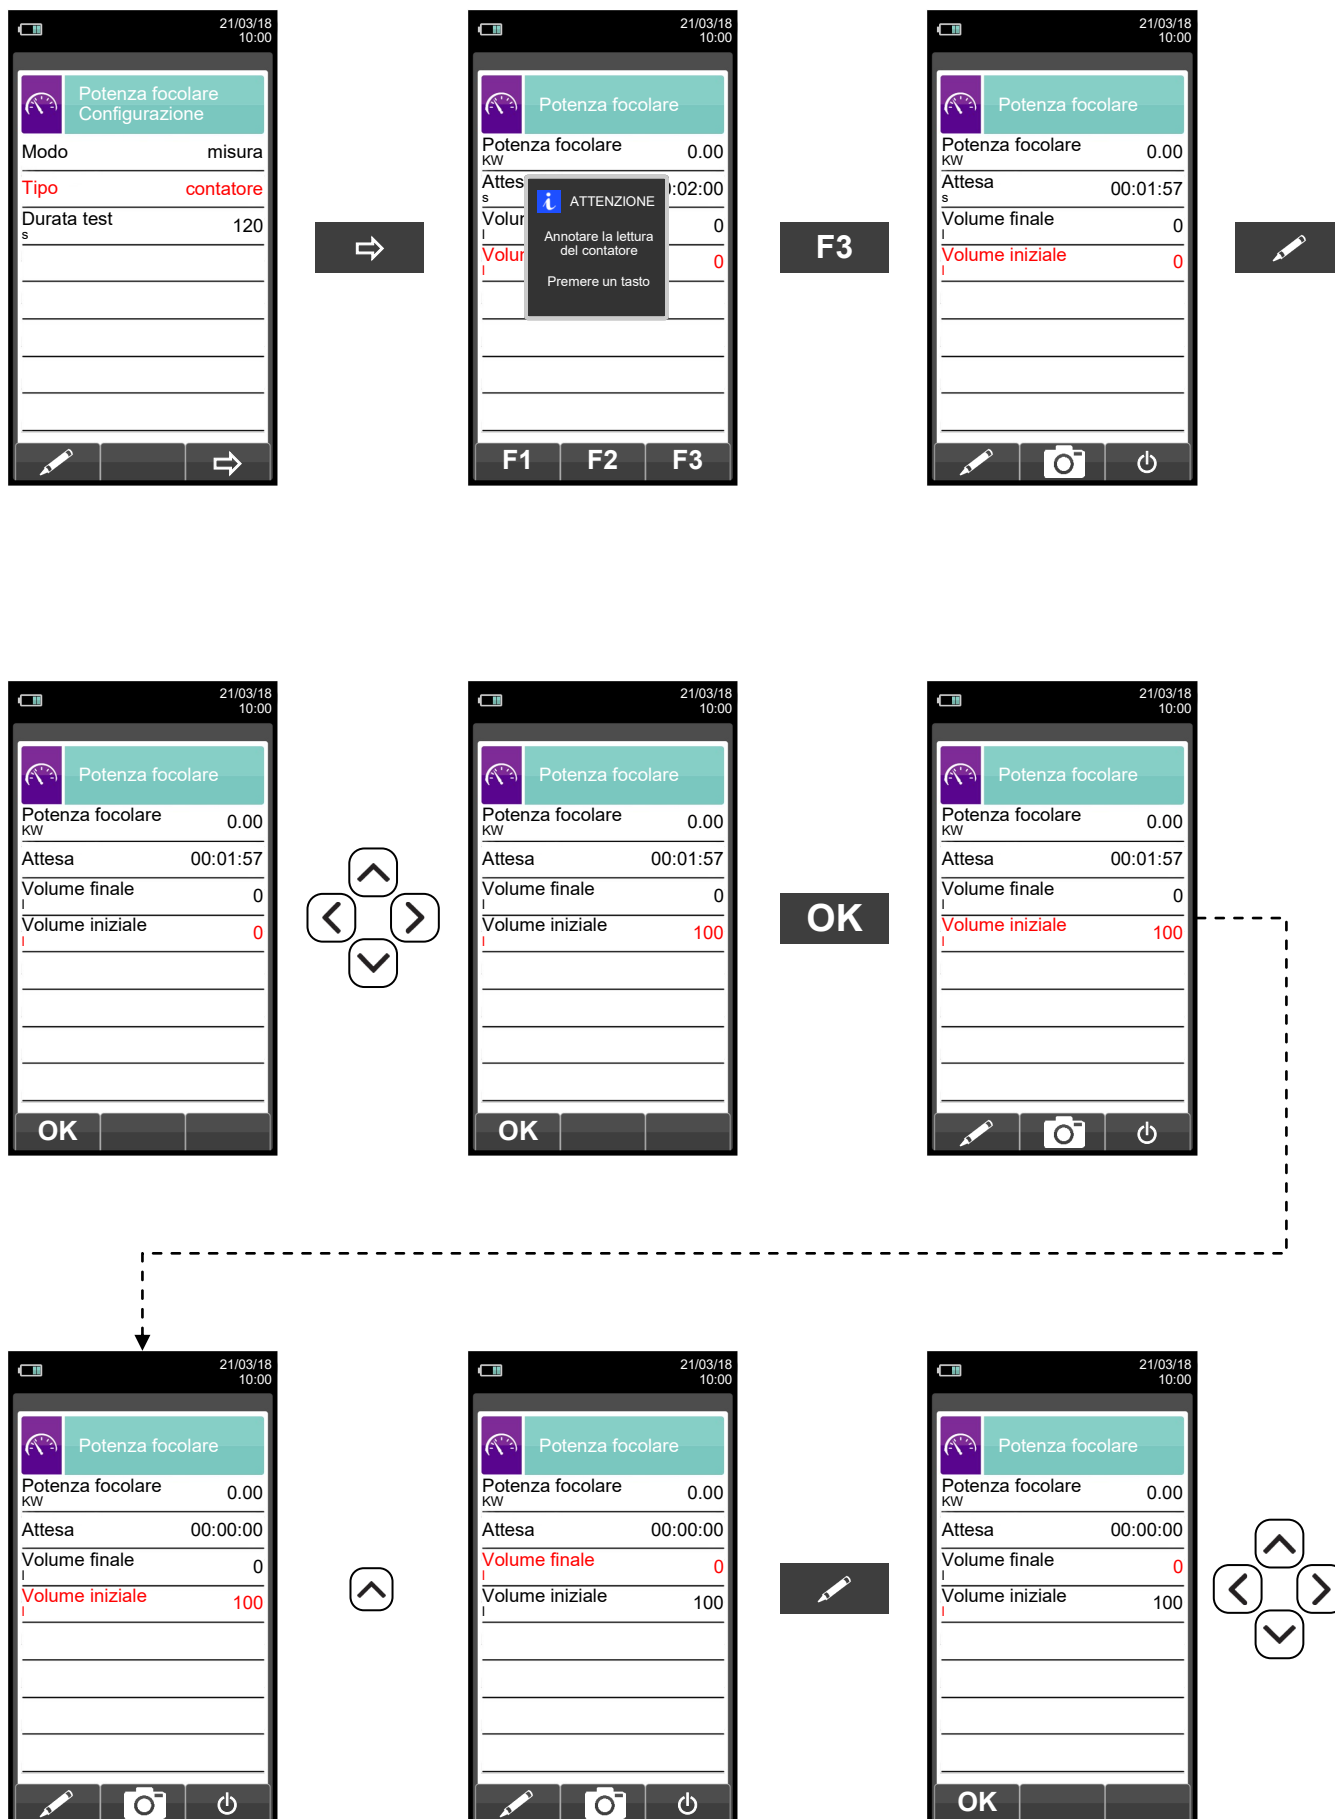 21/03/18
10:00
Potenza focolare
Configurazione
Modo misura
Tipo contatore
Durata test 120
s
21/03/18
10:00
Potenza focolare
Potenza focolare 0.00
KW
:02:00
s
0
l
0
l
ATTENZIONE
Annotare la lettura
del contatore
Premere un tasto
F1 F2 F3
F3
21/03/18
10:00
Potenza focolare
Potenza focolare 0.00
KW
Attesa 00:01:57
s
Volume finale 0
l
Volume iniziale 0
l
21/03/18
10:00
Potenza focolare
Potenza focolare 0.00
KW
Attesa 00:01:57
Volume finale 0
l
Volume iniziale 0
l
OK
21/03/18
10:00
Potenza focolare
Potenza focolare 0.00
KW
Attesa 00:01:57
Volume finale 0
l
Volume iniziale 100
l
OK
OK
21/03/18
10:00
Potenza focolare
Potenza focolare 0.00
KW
Attesa 00:01:57
Volume finale 0
l
Volume iniziale 100
l
21/03/18
10:00
Potenza focolare
Potenza focolare 0.00
KW
Attesa 00:00:00
Volume finale 0
l
Volume iniziale 100
l
21/03/18
10:00
Potenza focolare
Potenza focolare 0.00
KW
Attesa 00:00:00
Volume finale 0
l
Volume iniziale 100
l
21/03/18
10:00
Potenza focolare
Potenza focolare 0.00
KW
Attesa 00:00:00
Volume finale 0
l
Volume iniziale 100
l
OK